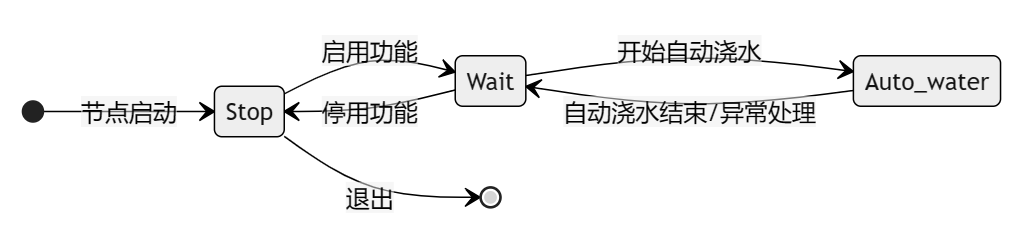 节点启动
Stop
启用功能
停用功能
退出
Wait
开始自动浇水
自动浇水结束/异常处理
Auto_water